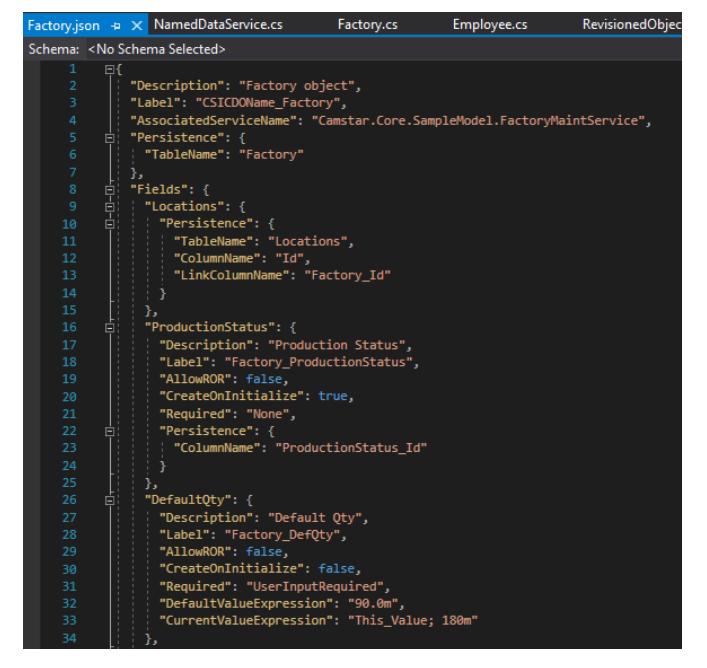 Factory.json NamedDataService.cs Factory.cs Employee.cs RevisionedObjec
Schema: <No Schema Selected>
1 {
2 "Description": "Factory object",
3 "Label": "CSICDOName_Factory",
4 "AssociatedServiceName": "Camstar.Core.SampleModel.FactoryMaintService",
5 "Persistence": {
6 "TableName": "Factory"
7 },
8 "Fields": {
9 "Locations": {
10 "Persistence": {
11 "TableName": "Locations",
12 "ColumnName": "Id",
13 "LinkColumnName": "Factory_Id"
14 }
15 },
16 "ProductionStatus": {
17 "Description": "Production Status",
18 "Label": "Factory_ProductionStatus",
19 "AllowROR": false,
20 "CreateOnInitialize": true,
21 "Required": "None",
22 "Persistence": {
23 "ColumnName": "ProductionStatus_Id"
24 }
25 },
26 "DefaultQty": {
27 "Description": "Default Qty",
28 "Label": "Factory_DefQty",
29 "AllowROR": false,
30 "CreateOnInitialize": false,
31 "Required": "UserInputRequired",
32 "DefaultValueExpression": "90.0m",
33 "CurrentValueExpression": "This_Value; 180m"
34 },